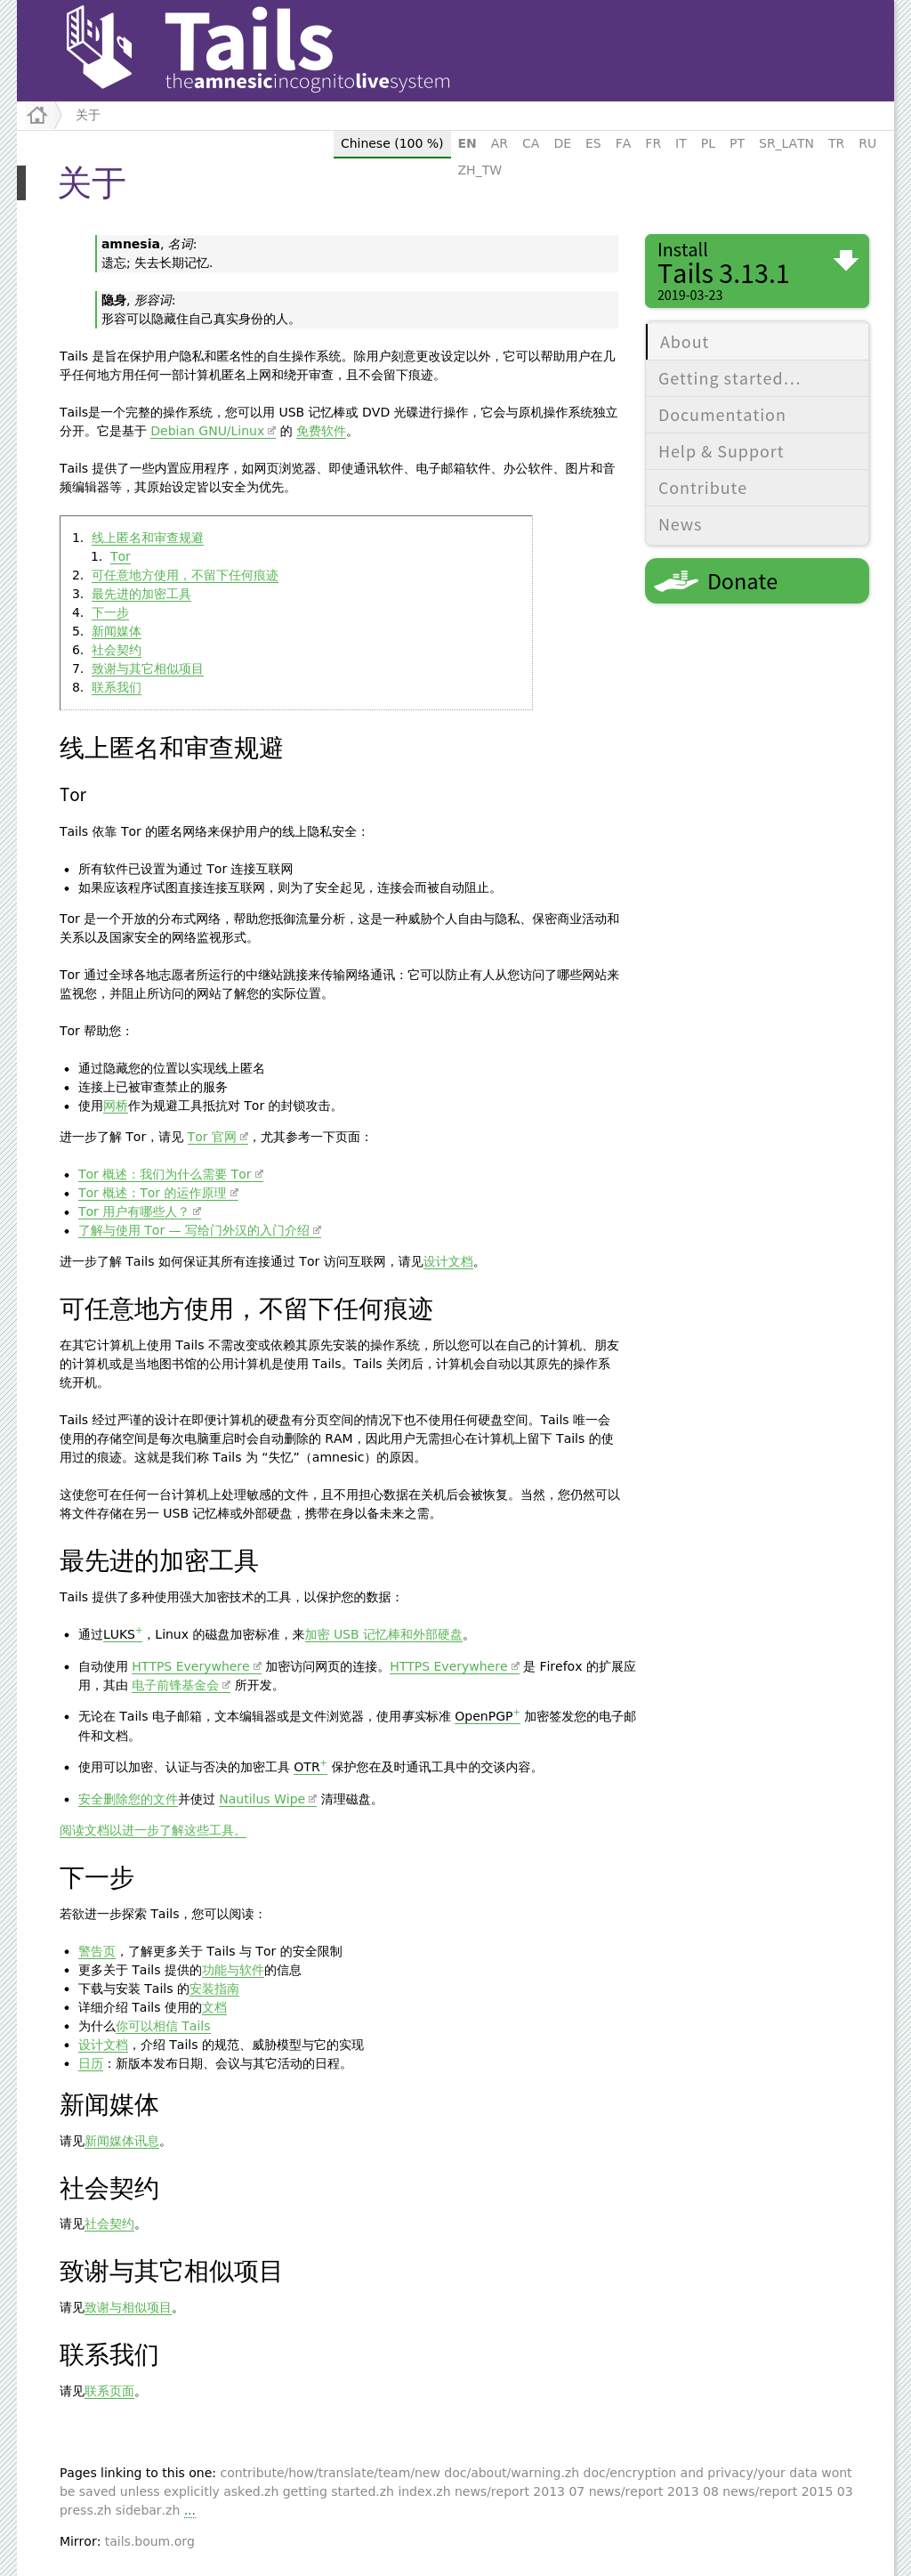 Tails
theamnesicincognitolivesystem
关于
Chinese (100 %) EN AR CA DE ES FA FR IT PL PT SR_LATN TR RU
ZH_TW
关于
amnesia, 名词:
遗忘; 失去长期记忆.
隐身, 形容词:
形容可以隐藏住自己真实身份的人。
Tails 是旨在保护用户隐私和匿名性的自生操作系统。除用户刻意更改设定以外，它可以帮助用户在几
乎任何地方用任何一部计算机匿名上网和绕开审查，且不会留下痕迹。
Tails是一个完整的操作系统，您可以用 USB 记忆棒或 DVD 光碟进行操作，它会与原机操作系统独立
分开。它是基于 Debian GNU/Linux 的 免费软件。
Tails 提供了一些内置应用程序，如网页浏览器、即使通讯软件、电子邮箱软件、办公软件、图片和音
频编辑器等，其原始设定皆以安全为优先。
1. 线上匿名和审查规避
1. Tor
2. 可任意地方使用，不留下任何痕迹
3. 最先进的加密工具
4. 下一步
5. 新闻媒体
6. 社会契约
7. 致谢与其它相似项目
8. 联系我们
Install
Tails 3.13.1
2019-03-23
About
Getting started…
Documentation
Help & Support
Contribute
News
Donate
线上匿名和审查规避
Tor
Tails 依靠 Tor 的匿名网络来保护用户的线上隐私安全：
• 所有软件已设置为通过 Tor 连接互联网
• 如果应该程序试图直接连接互联网，则为了安全起见，连接会而被自动阻止。
Tor 是一个开放的分布式网络，帮助您抵御流量分析，这是一种威胁个人自由与隐私、保密商业活动和
关系以及国家安全的网络监视形式。
Tor 通过全球各地志愿者所运行的中继站跳接来传输网络通讯：它可以防止有人从您访问了哪些网站来
监视您，并阻止所访问的网站了解您的实际位置。
Tor 帮助您：
• 通过隐藏您的位置以实现线上匿名
• 连接上已被审查禁止的服务
• 使用网桥作为规避工具抵抗对 Tor 的封锁攻击。
进一步了解 Tor，请见 Tor 官网，尤其参考一下页面：
• Tor 概述：我们为什么需要 Tor
• Tor 概述：Tor 的运作原理
• Tor 用户有哪些人？
• 了解与使用 Tor — 写给门外汉的入门介绍
进一步了解 Tails 如何保证其所有连接通过 Tor 访问互联网，请见设计文档。
可任意地方使用，不留下任何痕迹
在其它计算机上使用 Tails 不需改变或依赖其原先安装的操作系统，所以您可以在自己的计算机、朋友
的计算机或是当地图书馆的公用计算机是使用 Tails。Tails 关闭后，计算机会自动以其原先的操作系
统开机。
Tails 经过严谨的设计在即便计算机的硬盘有分页空间的情况下也不使用任何硬盘空间。Tails 唯一会
使用的存储空间是每次电脑重启时会自动删除的 RAM，因此用户无需担心在计算机上留下 Tails 的使
用过的痕迹。这就是我们称 Tails 为 “失忆”（amnesic）的原因。
这使您可在任何一台计算机上处理敏感的文件，且不用担心数据在关机后会被恢复。当然，您仍然可以
将文件存储在另一 USB 记忆棒或外部硬盘，携带在身以备未来之需。
最先进的加密工具
Tails 提供了多种使用强大加密技术的工具，以保护您的数据：
• 通过LUKS+，Linux 的磁盘加密标准，来加密 USB 记忆棒和外部硬盘。
• 自动使用 HTTPS Everywhere 加密访问网页的连接。HTTPS Everywhere 是 Firefox 的扩展应
用，其由 电子前锋基金会 所开发。
• 无论在 Tails 电子邮箱，文本编辑器或是文件浏览器，使用事实标准 OpenPGP+ 加密签发您的电子邮
件和文档。
• 使用可以加密、认证与否决的加密工具 OTR+ 保护您在及时通讯工具中的交谈内容。
• 安全删除您的文件并使过 Nautilus Wipe 清理磁盘。
阅读文档以进一步了解这些工具。
下一步
若欲进一步探索 Tails，您可以阅读：
• 警告页，了解更多关于 Tails 与 Tor 的安全限制
• 更多关于 Tails 提供的功能与软件的信息
• 下载与安装 Tails 的安装指南
• 详细介绍 Tails 使用的文档
• 为什么你可以相信 Tails
• 设计文档，介绍 Tails 的规范、威胁模型与它的实现
• 日历：新版本发布日期、会议与其它活动的日程。
新闻媒体
请见新闻媒体讯息。
社会契约
请见社会契约。
致谢与其它相似项目
请见致谢与相似项目。
联系我们
请见联系页面。
Pages linking to this one: contribute/how/translate/team/new doc/about/warning.zh doc/encryption and privacy/your data wont
be saved unless explicitly asked.zh getting started.zh index.zh news/report 2013 07 news/report 2013 08 news/report 2015 03
press.zh sidebar.zh ...
Mirror: tails.boum.org